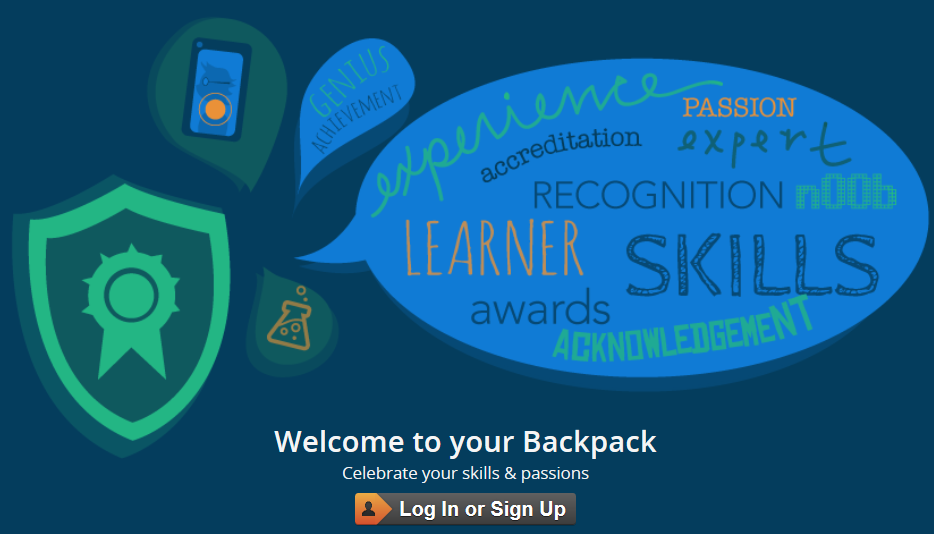 GENIUS
ACHIEVEMENT
experience
PASSION
accreditation
expert
RECOGNITION n00b
LEARNER
SKILLS
awards
ACKNOWLEDGEMENT
Welcome to your Backpack
Celebrate your skills & passions
Log In or Sign Up